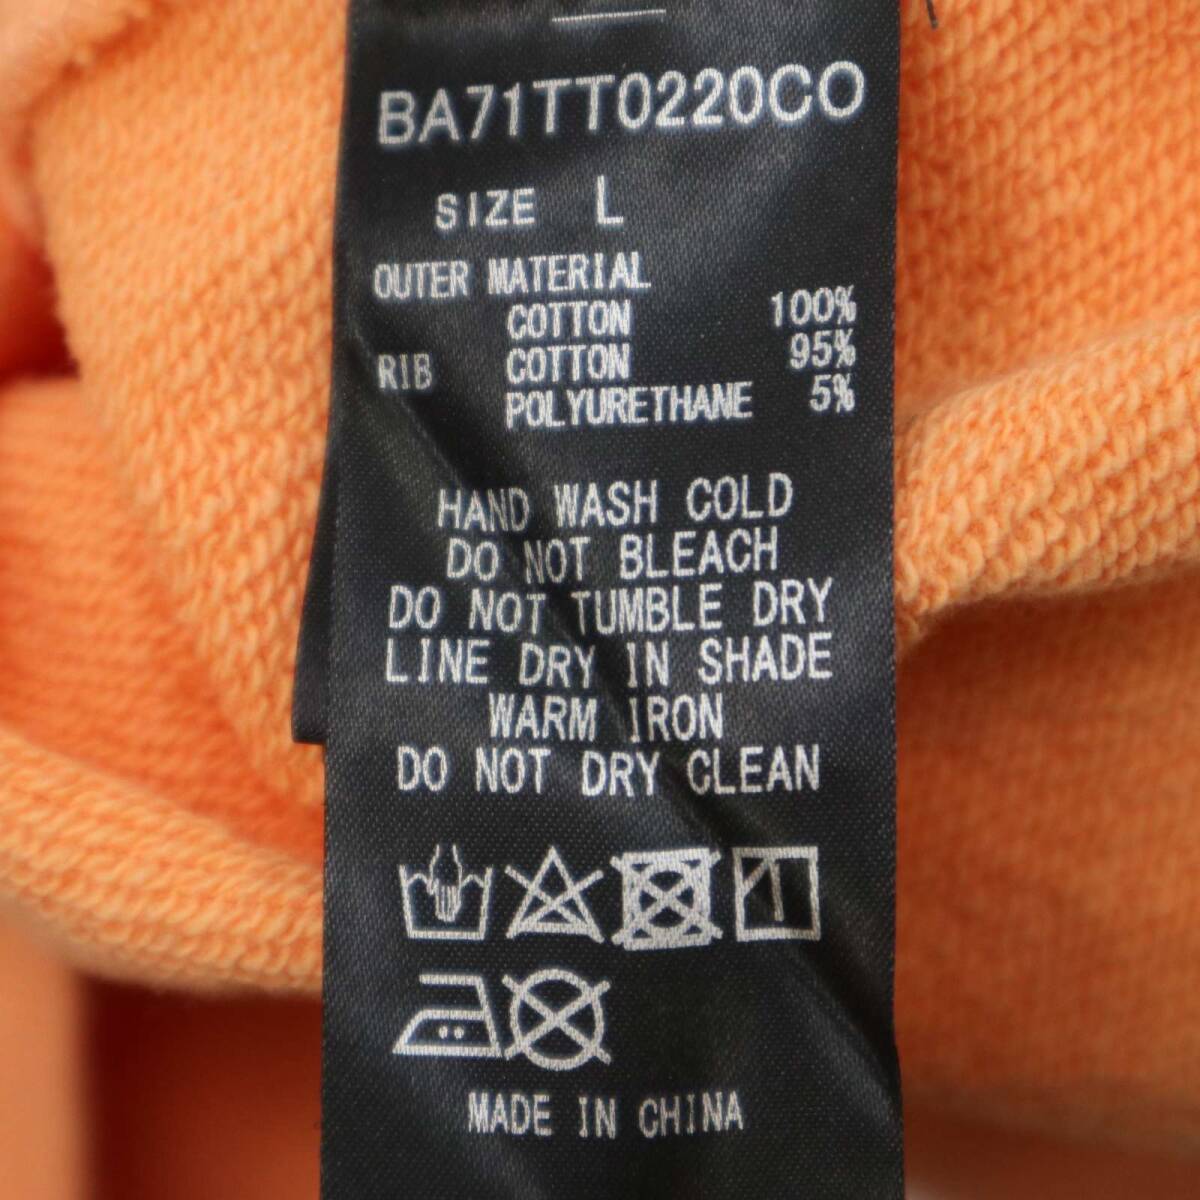 BA71TT0220CO
SIZE L
OUTER MATERIAL
COTTON 100%
RIB COTTON 95%
POLYURETHANE 5%
HAND WASH COLD
DO NOT BLEACH
DO NOT TUMBLE DRY
LINE DRY IN SHADE
WARM IRON
DO NOT DRY CLEAN
MADE IN CHINA